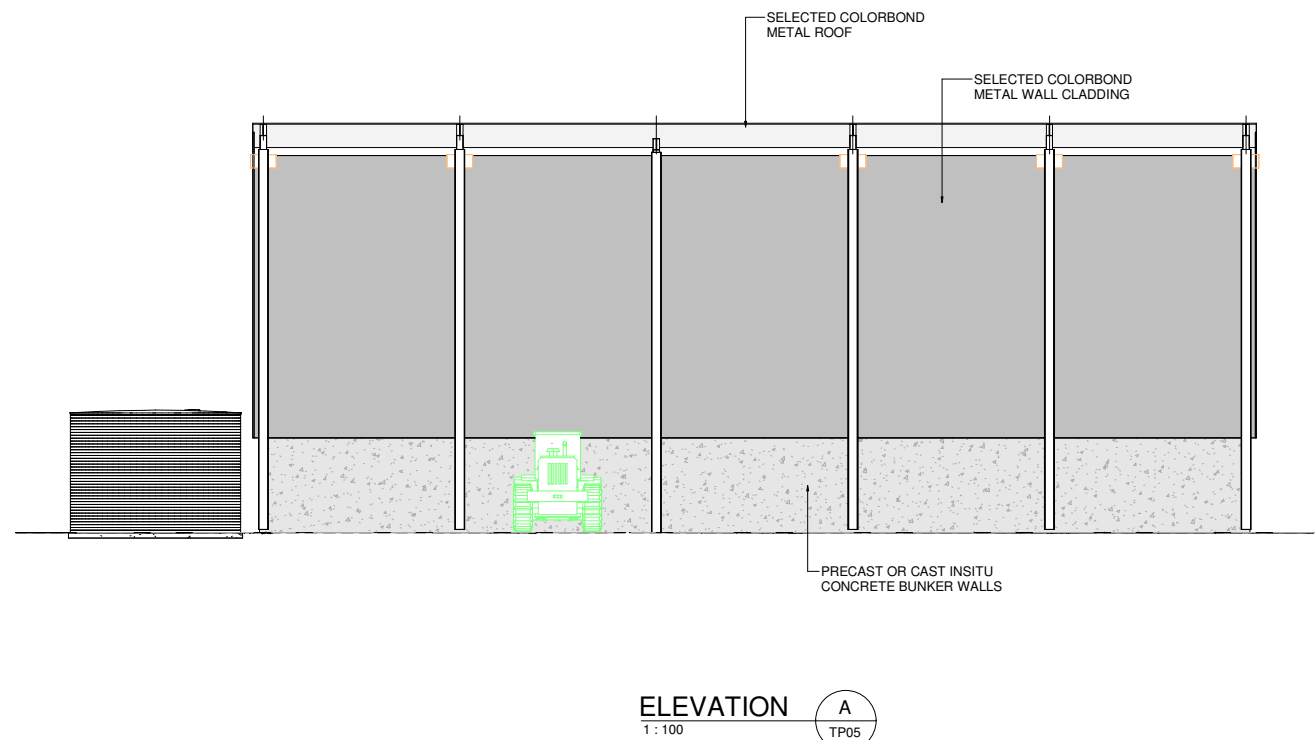 SELECTED COLORBOND
METAL ROOF
SELECTED COLORBOND
METAL WALL CLADDING
PRECAST OR CAST INSITU
CONCRETE BUNKER WALLS
ELEVATION
1 : 100
A
TP05